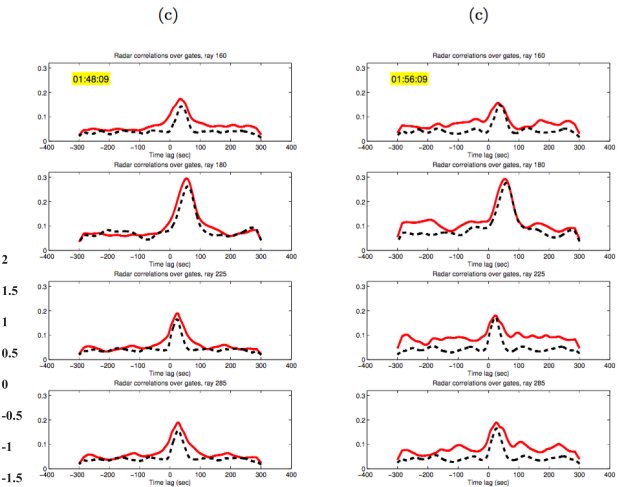 (c) (c)
Radar correlations over gates, ray 160 Radar correlations over gates, ray 160
0.3 01:48:09 0.3 01:56:09
0.2 0.2
0.1 0.1
0 0
−400 −300 −200 −100 0 100 200 300 400 −400 −300 −200 −100 0 100 200 300 400
Time lag (sec) Time lag (sec)
Radar correlations over gates, ray 180 Radar correlations over gates, ray 180
0.3 0.3
0.2 0.2
0.1 0.1
0 0
−400 −300 −200 −100 0 100 200 300 400 −400 −300 −200 −100 0 100 200 300 400
2
Time lag (sec) Time lag (sec)
Radar correlations over gates, ray 225 Radar correlations over gates, ray 225
0.3 0.3
1.5
0.2 0.2
1
0.1 0.1
0.5
0 0
−400 −300 −200 −100 0 100 200 300 400 −400 −300 −200 −100 0 100 200 300 400
Time lag (sec) Time lag (sec)
0
Radar correlations over gates, ray 285 Radar correlations over gates, ray 285
0.3 0.3
-0.5
0.2 0.2
-1
0.1 0.1
0 0
-1.5
−400 −300 −200 −100 0 100 200 300 400 −400 −300 −200 −100 0 100 200 300 400
Time lag (sec) Time lag (sec)